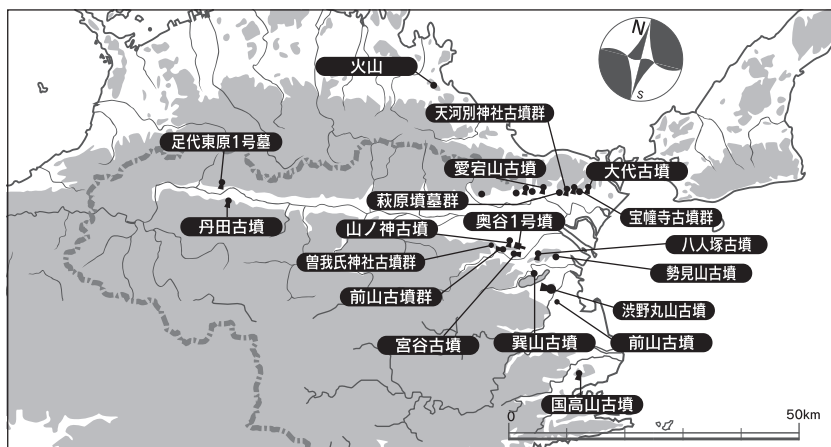 火山
N
S
天河別神社古墳群
足代東原1号墓
愛宕山古墳
大代古墳
萩原墳墓群
宝幢寺古墳群
丹田古墳
山ノ神古墳
奥谷1号墳
八人塚古墳
曽我氏神社古墳群
勢見山古墳
前山古墳群
渋野丸山古墳
宮谷古墳
巽山古墳
前山古墳
国高山古墳
0
50km